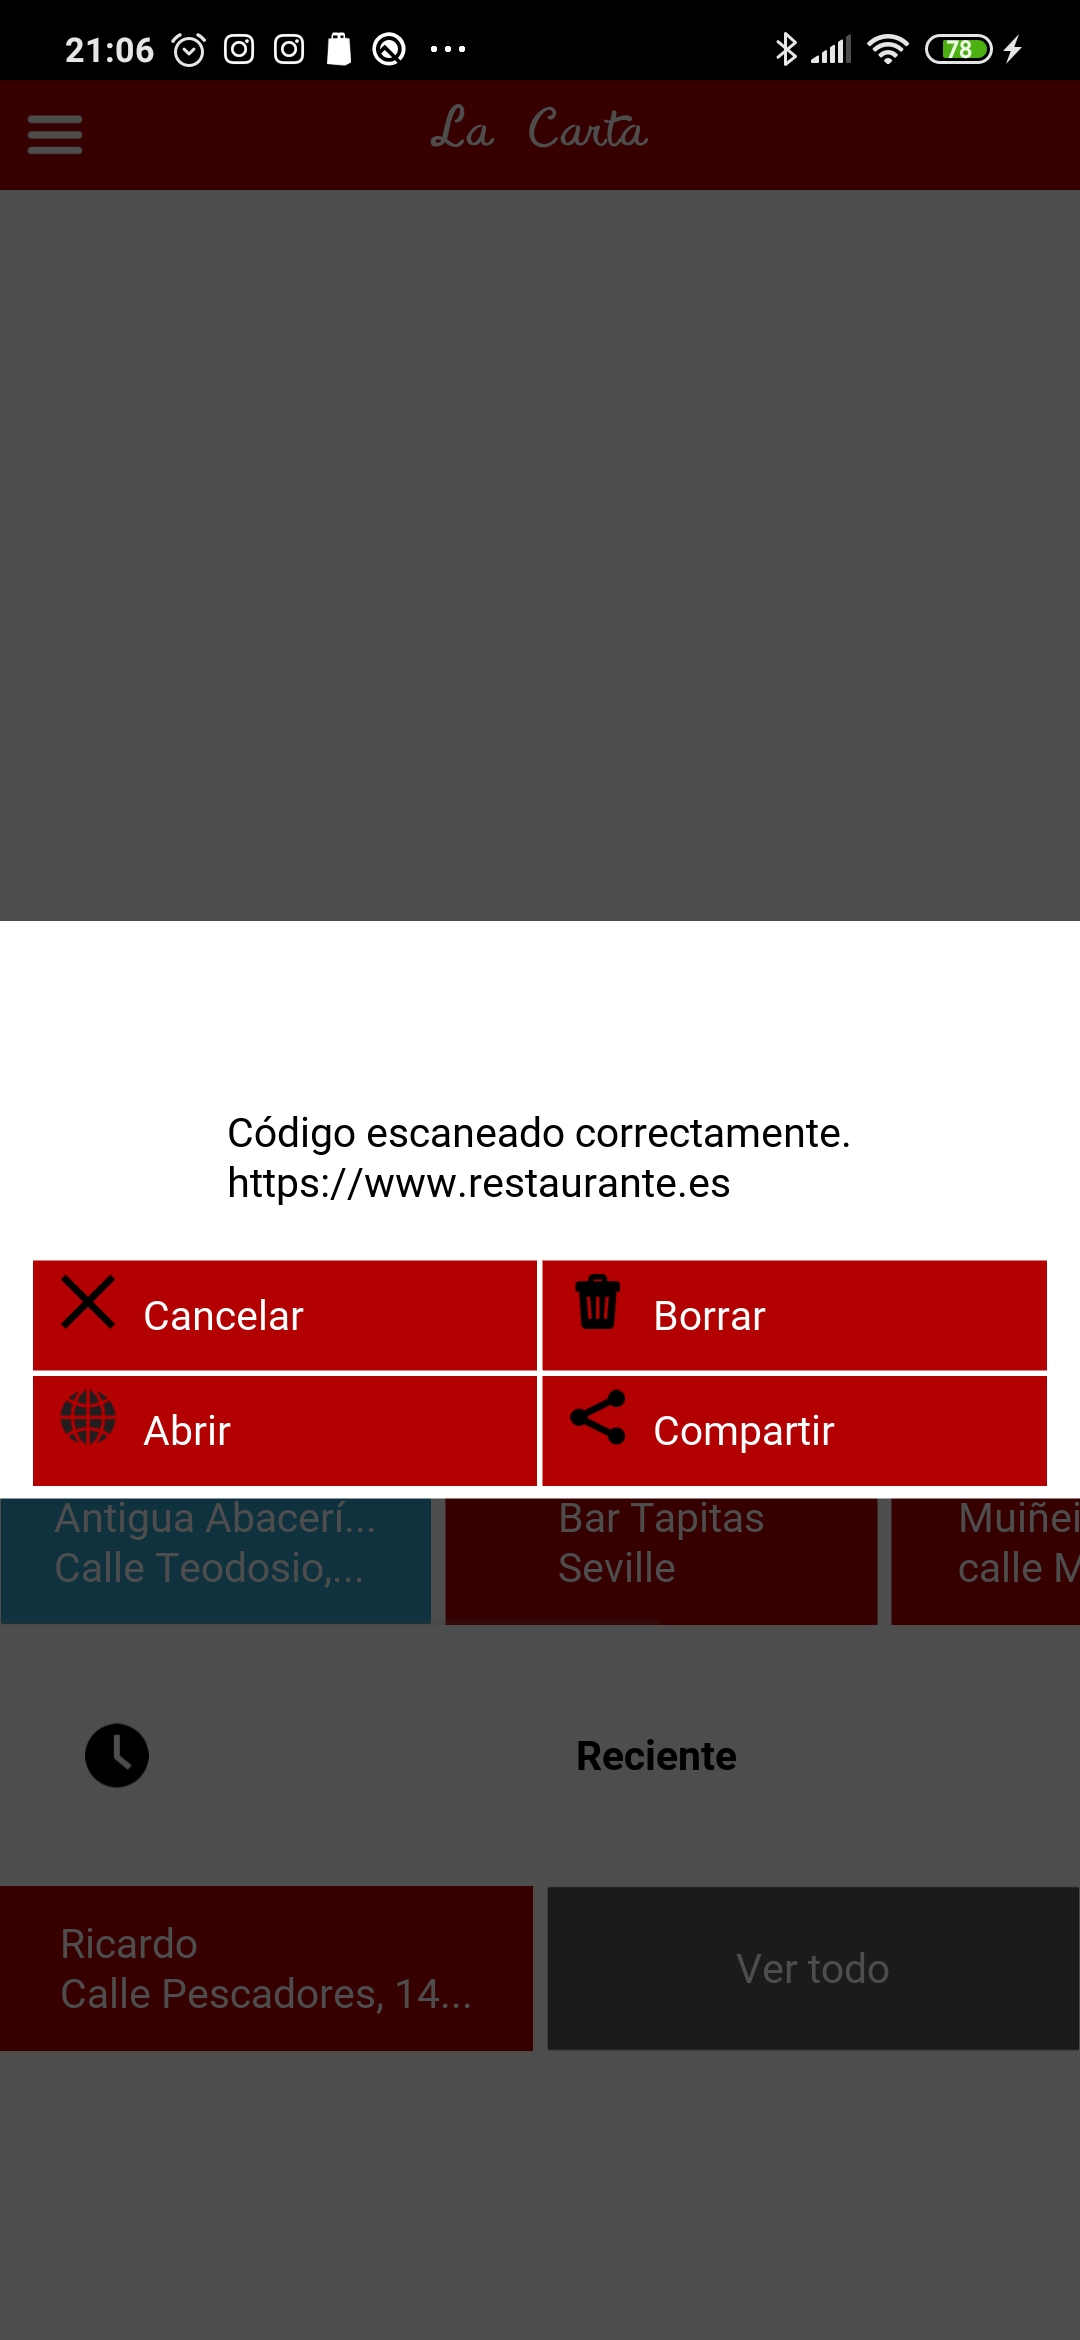 21:06
78
La Carta
Código escaneado correctamente.
https://www.restaurante.es
Cancelar
Borrar
Abrir
Compartir
Antigua Abacerí...
Calle Teodosio,...
Bar Tapitas
Seville
Muiñei
calle M
Reciente
Ricardo
Calle Pescadores, 14...
Ver todo